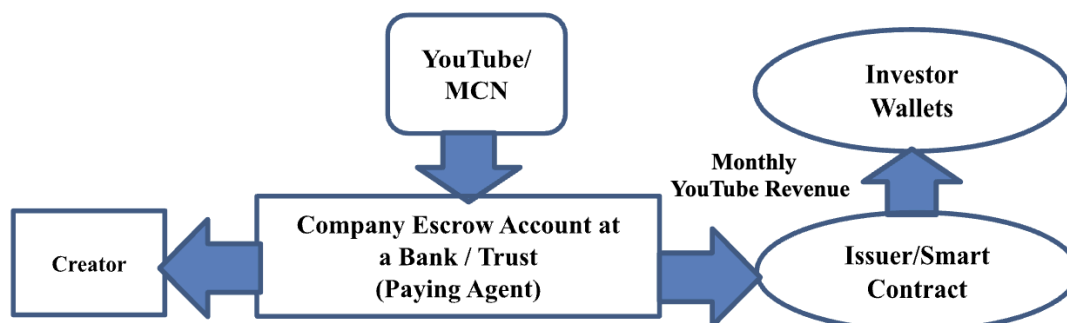 YouTube/
MCN
Investor
Wallets
Monthly
YouTube Revenue
Creator
Company Escrow Account at
a Bank / Trust
(Paying Agent)
Issuer/Smart
Contract